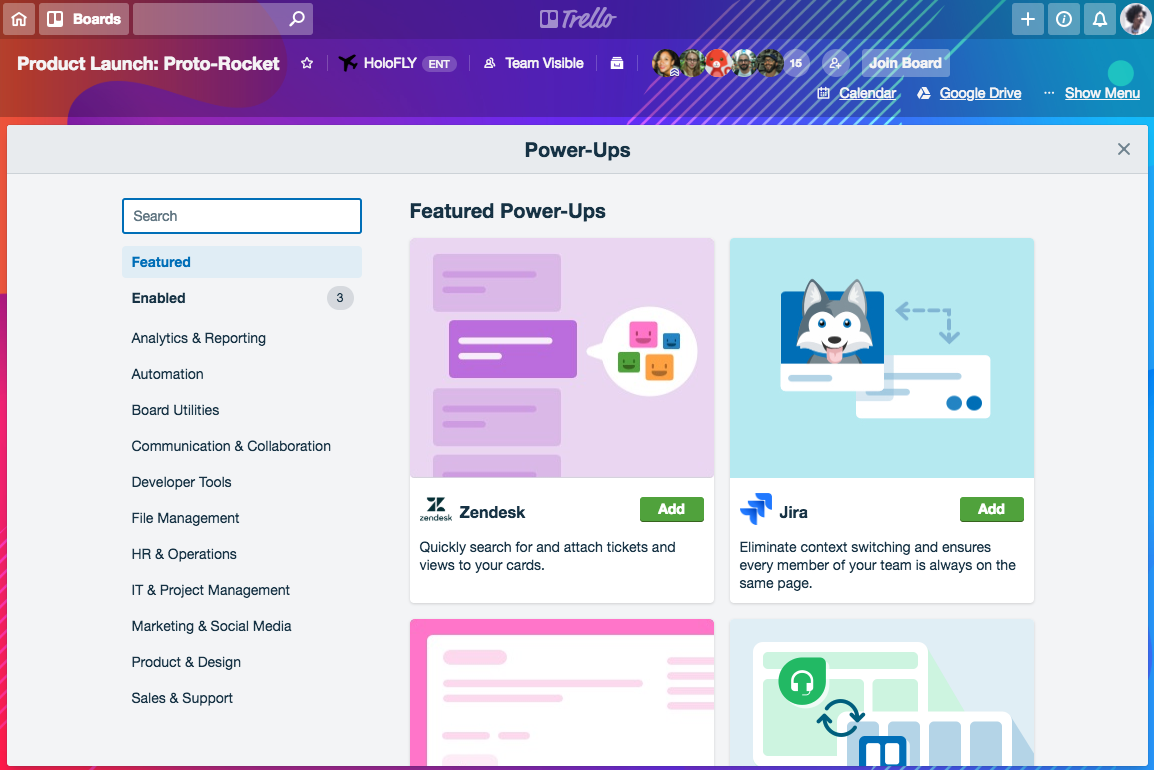 Boards
Trello
Product Launch: Proto-Rocket
HoloFLY ENT
Team Visible
15
Join Board
Calendar
Google Drive
··· Show Menu
Power-Ups
Search
Featured
Enabled 3
Analytics & Reporting
Automation
Board Utilities
Communication & Collaboration
Developer Tools
File Management
HR & Operations
IT & Project Management
Marketing & Social Media
Product & Design
Sales & Support
Featured Power-Ups
zendesk
Zendesk
Add
Quickly search for and attach tickets and
views to your cards.
Jira
Add
Eliminate context switching and ensures
every member of your team is always on the
same page.